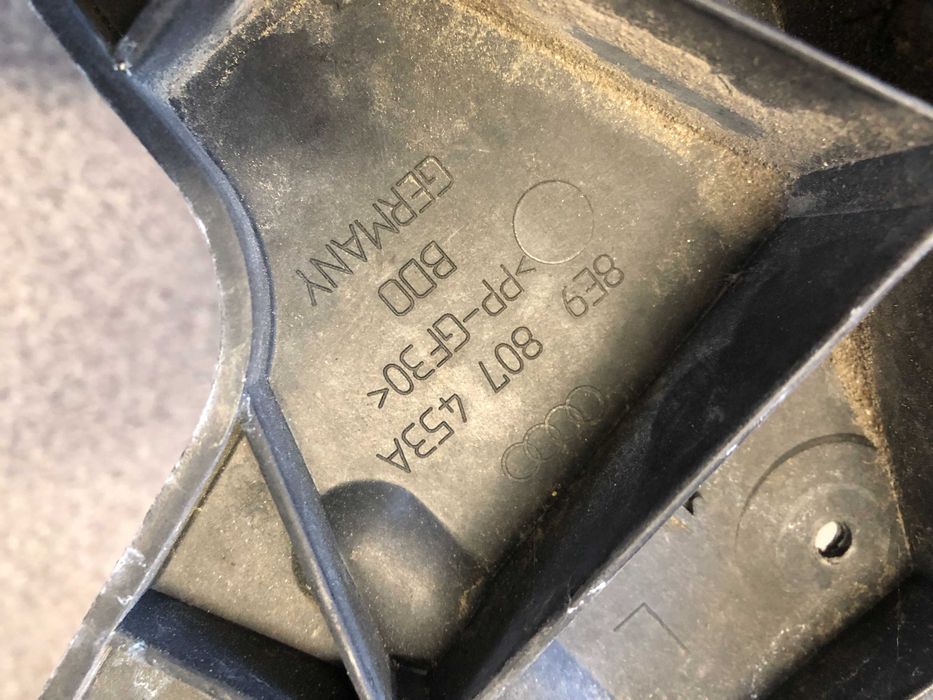 8E9 807 453A
>PP-GF30<
BDO
GERMANY
L